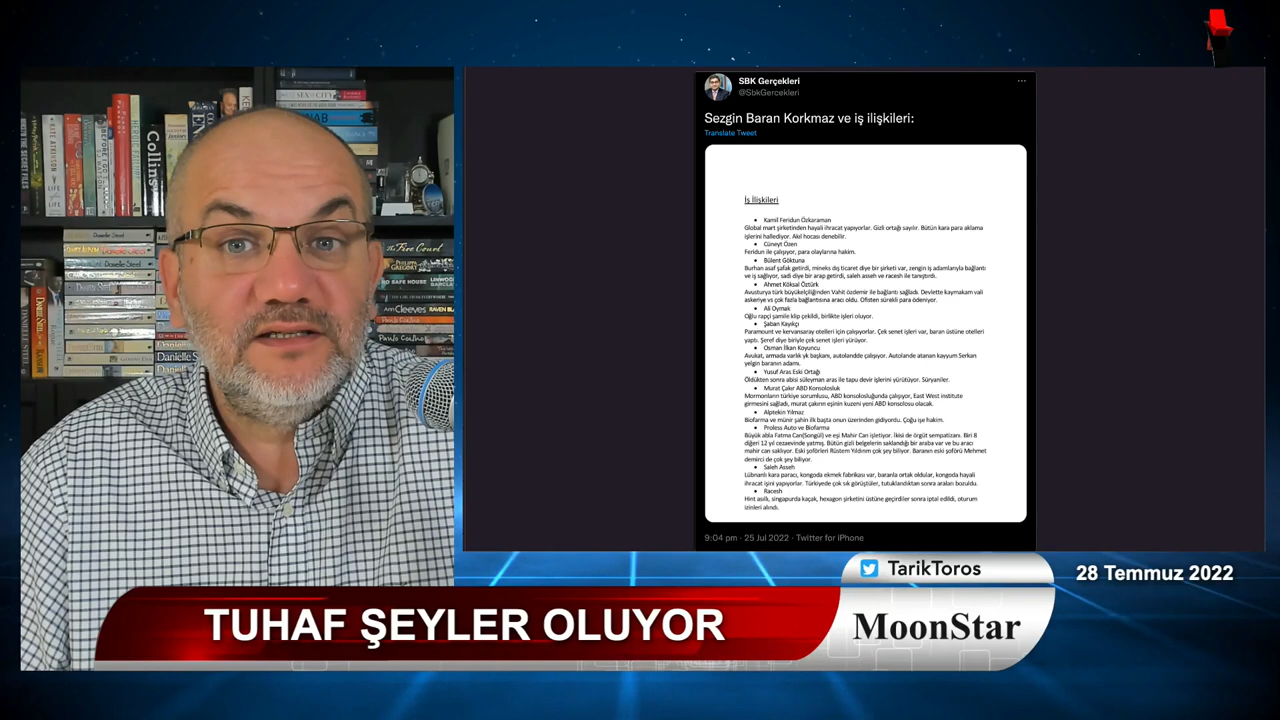 SBK Gerçekleri
@SbkGercekleri
Sezgin Baran Korkmaz ve iş ilişkileri:
Translate Tweet
İş İlişkileri
• Kamil Feridun Özkaraman
Global mart şirketinden hayali ihracat yapıyorlar. Gizli ortağı sayılır. Bütün kara para aklama
işlerini hallediyor. Akıl hocası denebilir.
• Cüneyt Özen
Feridun ile çalışıyor, para olaylarına hakim.
• Bülent Göktuna
Burhan asaf şafak getirdi, mineks dış ticaret diye bir şirketi var, zengin iş adamlarıyla bağlantı
ve iş sağlıyor, sadi diye bir arap getirdi, saleh asseh ve racesh ile tanıştırdı.
• Ahmet Köksal Öztürk
Avusturya türk büyükelçiliğinden Vahit özdemir ile bağlantı sağladı. Devlette kaymakam vali
askeriye vs çok fazla bağlantısına aracı oldu. Ofisten sürekli para ödeniyor.
• Ali Oymak
Oğlu rapçi şamile klip çekildi, birlikte işleri oluyor.
• Şaban Kayıkçı
Paramount ve kervansaray otelleri için çalışıyorlar. Çek senet işleri var, baran üstüne otelleri
yaptı. Şeref diye biriyle çek senet işleri yürüyor.
• Osman İlkan Koyuncu
Avukat, armada varlık yk başkanı, autolandde çalışıyor. Autolande atanan kayyum Serkan
yelgin baranın adamı.
• Yusuf Aras Eski Ortağı
Öldükten sonra abisi süleyman aras ile tapu devir işlerini yürütüyor. Süryaniler.
• Murat Çakır ABD Konsolosluk
Mormonların türkiye sorumlusu, ABD konsolosluğunda çalışıyor, East West institute
girmesini sağladı, murat çakırın eşinin kuzeni yeni ABD konsolosu olacak.
• Alptekin Yılmaz
Biofarma ve münir şahin ilk başta onun üzerinden gidiyordu. Çoğu işe hakim.
• Proless Auto ve Biofarma
Büyük abla Fatma Can(Songül) ve eşi Mahir Can işletiyor. İkisi de örgüt sempatizanı. Biri 8
diğeri 12 yıl cezaevinde yatmış. Bütün gizli belgelerin saklandığı bir araba var ve bu aracı
mahir can saklıyor. Eski şoförleri Rüstem Yıldırım çok şey biliyor. Baranen eski şoförü Mehmet
demirci de çok şey biliyor.
• Saleh Asseh
Lübnanlı kara paracı, kongoda ekmek fabrikası var, baranla ortak oldular, kongoda hayali
ihracat işini yapıyorlar. Türkiyede çok sık görüştüler, tutuklandıktan sonra araları bozuldu.
• Racesh
Hint asıllı, singapurda kaçak, hexagon şirketini üstüne geçirdiler sonra iptal edildi, oturum
izinleri alındı.
9:04 pm · 25 Jul 2022 · Twitter for iPhone
TarikToros
28 Temmuz 2022
TUHAF ŞEYLER OLUYOR
MoonStar
Collins
Danielle Steel
The Five Court
Ann Cleeves
RAVEN BLACK
Paulo Coelho